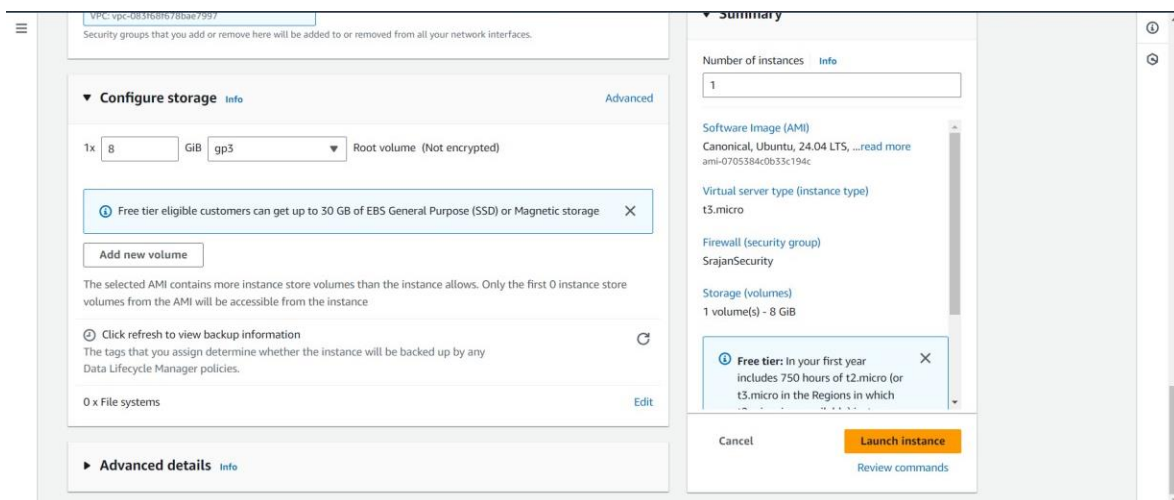 VPC: vpc-083f68f678bae7997
Security groups that you add or remove here will be added to or removed from all your network interfaces.
Configure storage Info
Advanced
1x 8 GiB gp3 Root volume (Not encrypted)
Free tier eligible customers can get up to 30 GB of EBS General Purpose (SSD) or Magnetic storage
Add new volume
The selected AMI contains more instance store volumes than the instance allows. Only the first 0 instance store
volumes from the AMI will be accessible from the instance
Click refresh to view backup information
The tags that you assign determine whether the instance will be backed up by any
Data Lifecycle Manager policies.
0 x File systems
Edit
Advanced details Info
Summary
Number of instances Info
1
Software Image (AMI)
Canonical, Ubuntu, 24.04 LTS, ...read more
ami-0705384c0b33c194c
Virtual server type (instance type)
t3.micro
Firewall (security group)
SrajanSecurity
Storage (volumes)
1 volume(s) - 8 GiB
Free tier: In your first year
includes 750 hours of t2.micro (or
t3.micro in the Regions in which
Cancel
Launch instance
Review commands